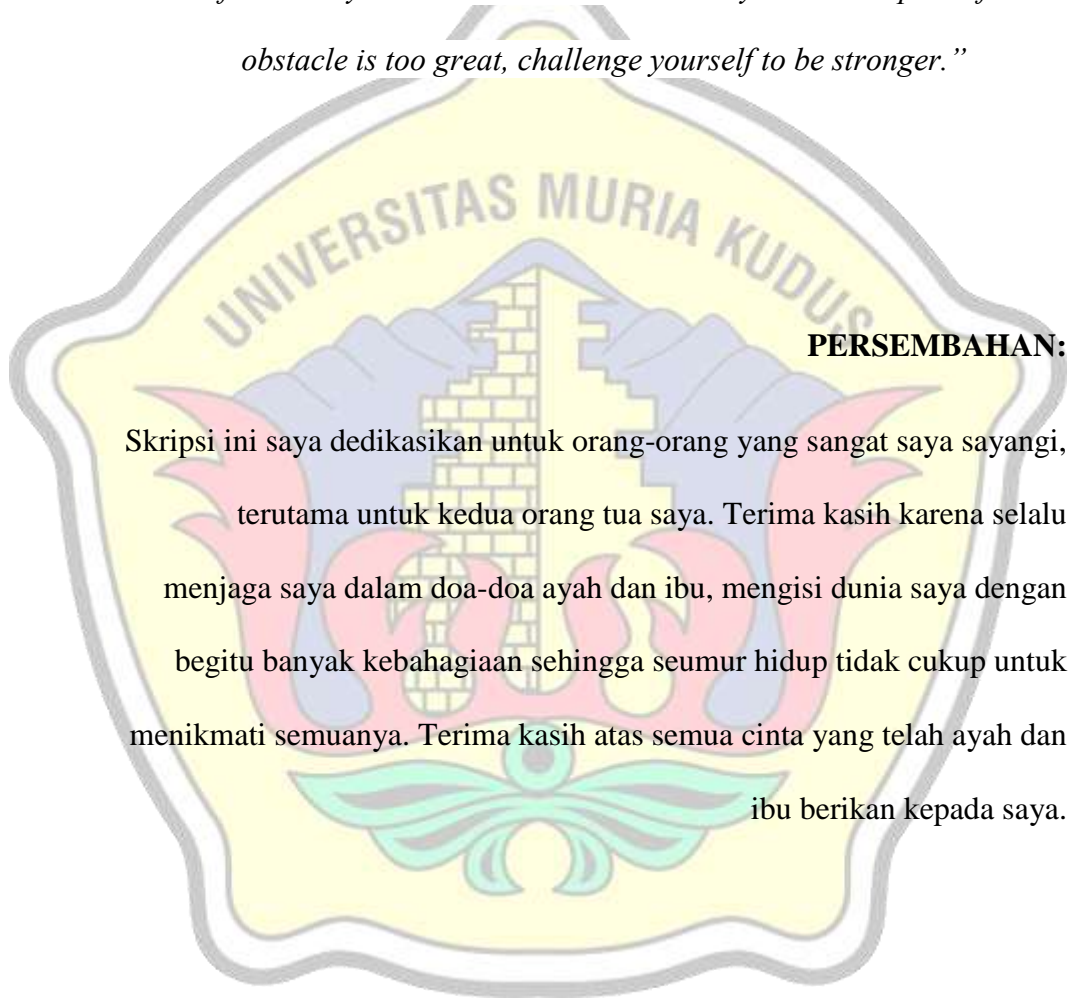 obstacle is too great, challenge yourself to be stronger.”
UNIVERSITAS MURIA KUDUS
PERSEMBAHAN:
Skripsi ini saya dedikasikan untuk orang-orang yang sangat saya sayangi,
terutama untuk kedua orang tua saya. Terima kasih karena selalu
menjaga saya dalam doa-doa ayah dan ibu, mengisi dunia saya dengan
begitu banyak kebahagiaan sehingga seumur hidup tidak cukup untuk
menikmati semuanya. Terima kasih atas semua cinta yang telah ayah dan
ibu berikan kepada saya.